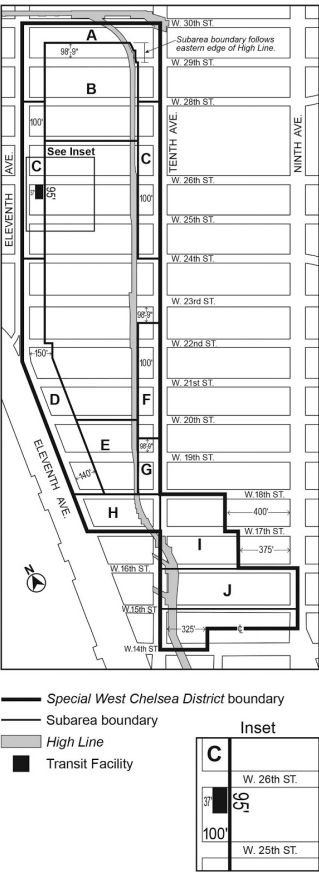 W. 30th ST.
A
98'-9"
Subarea boundary follows
eastern edge of High Line.
W. 29th ST.
B
W. 28th ST.
100'
TENTH AVE.
NINTH AVE.
ELEVENTH AVE.
See Inset
C
C
W. 26th ST.
37'
95'
100'
W. 25th ST.
W. 24th ST.
W. 23rd ST.
98'-9"
W. 22nd ST.
150'
100'
W. 21st ST.
D
F
W. 20th ST.
E
98'-9"
W. 19th ST.
140'
G
ELEVENTH AVE.
W.18th ST.
H
400'
W.17th ST.
I
375'
N
W.16th ST.
J
W.15th ST
325'
℄
W.14th ST.
Special West Chelsea District boundary
Subarea boundary
High Line
Transit Facility
Inset
C
W. 26th ST.
37'
95'
100'
W. 25th ST.